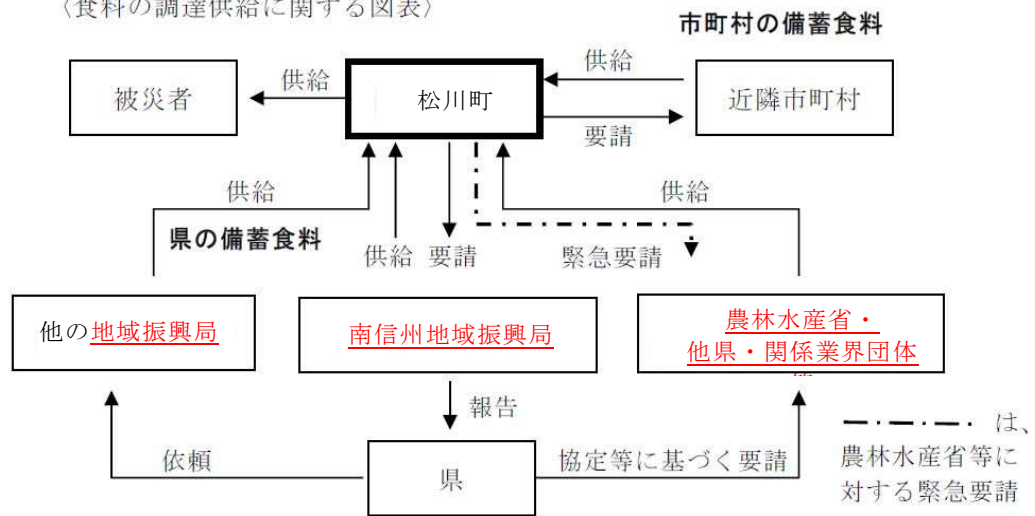 〈食料の調達供給に関する図表〉
市町村の備蓄食料
被災者
供給
松川町
供給
要請
近隣市町村
供給
県の備蓄食料
供給
要請
緊急要請
供給
他の地域振興局
南信州地域振興局
農林水産省・
他県・関係業界団体
報告
依頼
県
協定等に基づく要請
は、
農林水産省等に
対する緊急要請